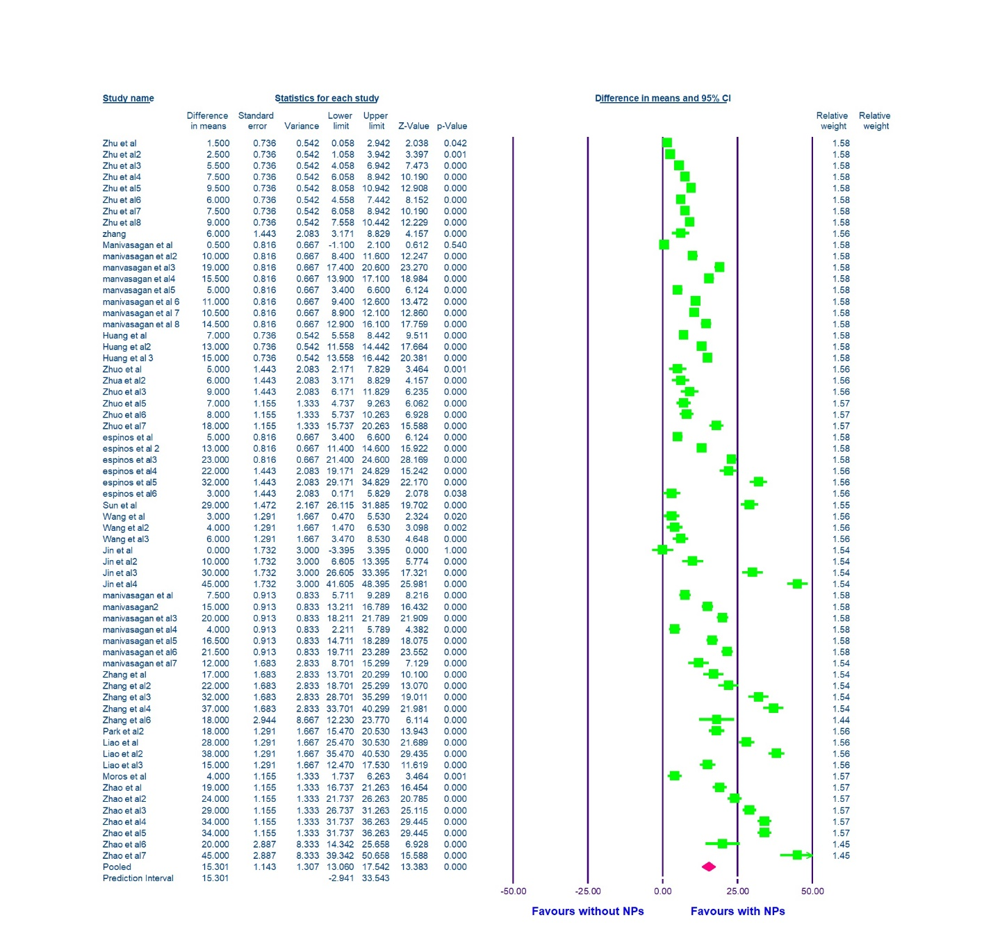 Study name Statistics for each study Difference in means and 95% CI
Difference Standard Lower Upper Relative Relative
in means error Variance limit limit Z-Value p-Value weight weight
Zhu et al 1.500 0.736 0.542 0.058 2.942 2.038 0.042 1.58
Zhu et al2 2.500 0.736 0.542 1.058 3.942 3.397 0.001 1.58
Zhu et al3 5.500 0.736 0.542 4.058 6.942 7.473 0.000 1.58
Zhu et al4 7.500 0.736 0.542 6.058 8.942 10.190 0.000 1.58
Zhu et al5 9.500 0.736 0.542 8.058 10.942 12.908 0.000 1.58
Zhu et al6 6.000 0.736 0.542 4.558 7.442 8.152 0.000 1.58
Zhu et al7 7.500 0.736 0.542 6.058 8.942 10.190 0.000 1.58
Zhu et al8 9.000 0.736 0.542 7.558 10.442 12.229 0.000 1.58
zhang 6.000 1.443 2.083 3.171 8.829 4.157 0.000 1.56
Manivasagan et al 0.500 0.816 0.667 -1.100 2.100 0.612 0.540 1.58
manivasagan et al2 10.000 0.816 0.667 8.400 11.600 12.247 0.000 1.58
manvasagan et al3 19.000 0.816 0.667 17.400 20.600 23.270 0.000 1.58
manvasagan et al4 15.500 0.816 0.667 13.900 17.100 18.984 0.000 1.58
manvasagan et al5 5.000 0.816 0.667 3.400 6.600 6.124 0.000 1.58
manivasagan et al 6 11.000 0.816 0.667 9.400 12.600 13.472 0.000 1.58
manivasagan et al 7 10.500 0.816 0.667 8.900 12.100 12.860 0.000 1.58
manivasagan et al 8 14.500 0.816 0.667 12.900 16.100 17.759 0.000 1.58
Huang et al 7.000 0.736 0.542 5.558 8.442 9.511 0.000 1.58
Huang et al2 13.000 0.736 0.542 11.558 14.442 17.664 0.000 1.58
Huang et al 3 15.000 0.736 0.542 13.558 16.442 20.381 0.000 1.58
Zhuo et al 5.000 1.443 2.083 2.171 7.829 3.464 0.001 1.56
Zhua et al2 6.000 1.443 2.083 3.171 8.829 4.157 0.000 1.56
Zhuo et al3 9.000 1.443 2.083 6.171 11.829 6.235 0.000 1.56
Zhuo et al5 7.000 1.155 1.333 4.737 9.263 6.062 0.000 1.57
Zhuo et al6 8.000 1.155 1.333 5.737 10.263 6.928 0.000 1.57
Zhuo et al7 18.000 1.155 1.333 15.737 20.263 15.588 0.000 1.57
espinos et al 5.000 0.816 0.667 3.400 6.600 6.124 0.000 1.58
espinos et al 2 13.000 0.816 0.667 11.400 14.600 15.922 0.000 1.58
espinos et al3 23.000 0.816 0.667 21.400 24.600 28.169 0.000 1.58
espinos et al4 22.000 1.443 2.083 19.171 24.829 15.242 0.000 1.56
espinos et al5 32.000 1.443 2.083 29.171 34.829 22.170 0.000 1.56
espinos et al6 3.000 1.443 2.083 0.171 5.829 2.078 0.038 1.56
Sun et al 29.000 1.472 2.167 26.115 31.885 19.702 0.000 1.55
Wang et al 3.000 1.291 1.667 0.470 5.530 2.324 0.020 1.56
Wang et al2 4.000 1.291 1.667 1.470 6.530 3.098 0.002 1.56
Wang et al3 6.000 1.291 1.667 3.470 8.530 4.648 0.000 1.56
Jin et al 0.000 1.732 3.000 -3.395 3.395 0.000 1.000 1.54
Jin et al2 10.000 1.732 3.000 6.605 13.395 5.774 0.000 1.54
Jin et al3 30.000 1.732 3.000 26.605 33.395 17.321 0.000 1.54
Jin et al4 45.000 1.732 3.000 41.605 48.395 25.981 0.000 1.54
manivasagan et al 7.500 0.913 0.833 5.711 9.289 8.216 0.000 1.58
manivasagan2 15.000 0.913 0.833 13.211 16.789 16.432 0.000 1.58
manivasagan et al3 20.000 0.913 0.833 18.211 21.789 21.909 0.000 1.58
manivasagan et al4 4.000 0.913 0.833 2.211 5.789 4.382 0.000 1.58
manivasagan et al5 16.500 0.913 0.833 14.711 18.289 18.075 0.000 1.58
manivasagan et al6 21.500 0.913 0.833 19.711 23.289 23.552 0.000 1.58
manivasagan et al7 12.000 1.683 2.833 8.701 15.299 7.129 0.000 1.54
Zhang et al 17.000 1.683 2.833 13.701 20.299 10.100 0.000 1.54
Zhang et al2 22.000 1.683 2.833 18.701 25.299 13.070 0.000 1.54
Zhang et al3 32.000 1.683 2.833 28.701 35.299 19.011 0.000 1.54
Zhang et al4 37.000 1.683 2.833 33.701 40.299 21.981 0.000 1.54
Zhang et al6 18.000 2.944 8.667 12.230 23.770 6.114 0.000 1.44
Park et al2 18.000 1.291 1.667 15.470 20.530 13.943 0.000 1.56
Liao et al 28.000 1.291 1.667 25.470 30.530 21.689 0.000 1.56
Liao et al2 38.000 1.291 1.667 35.470 40.530 29.435 0.000 1.56
Liao et al3 15.000 1.291 1.667 12.470 17.530 11.619 0.000 1.56
Moros et al 4.000 1.155 1.333 1.737 6.263 3.464 0.001 1.57
Zhao et al 19.000 1.155 1.333 16.737 21.263 16.454 0.000 1.57
Zhao et al2 24.000 1.155 1.333 21.737 26.263 20.785 0.000 1.57
Zhao et al3 29.000 1.155 1.333 26.737 31.263 25.115 0.000 1.57
Zhao et al4 34.000 1.155 1.333 31.737 36.263 29.445 0.000 1.57
Zhao et al5 34.000 1.155 1.333 31.737 36.263 29.445 0.000 1.57
Zhao et al6 20.000 2.887 8.333 14.342 25.658 6.928 0.000 1.45
Zhao et al7 45.000 2.887 8.333 39.342 50.658 15.588 0.000 1.45
Pooled 15.301 1.143 1.307 13.060 17.542 13.383 0.000
Prediction Interval 15.301 -2.941 33.543
-50.00 -25.00 0.00 25.00 50.00
Favours without NPs Favours with NPs